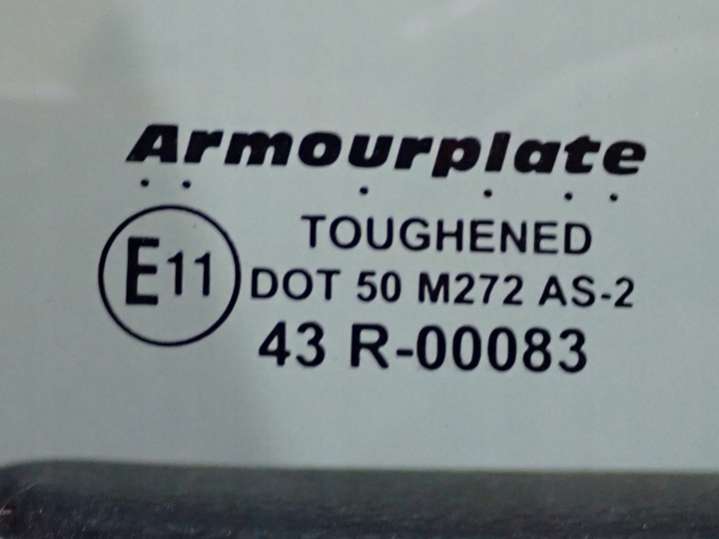 Armourplate
TOUGHENED
E11
DOT 50 M272 AS-2
43 R-00083